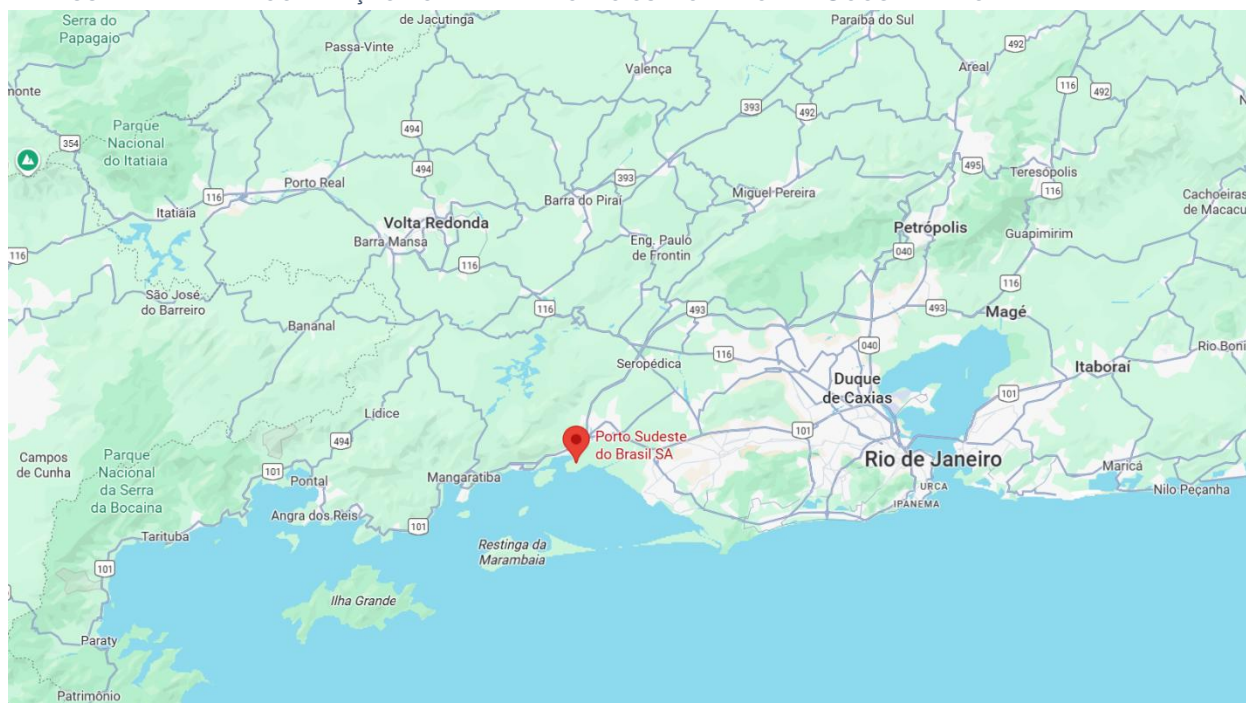 Serra do
Papagaio
de Jacutinga
Paraíba do Sul
Passa-Vinte
492
Areal
Valença
116
492
monte
393
492
Parque
Nacional
do Itatiaia
354
494
494
393
495
Teresópolis
116
Porto Real
116
Itatiaia
Barra do Piraí
Miguel Pereira
Cachoeiras
de Macacu
Volta Redonda
Barra Mansa
Petrópolis
Guapimirim
Eng. Paulo
de Frontin
040
116
116
116
São José
do Barreiro
116
493
493
Magé
Bananal
040
Rio Boni
Seropédica
116
Itaboraí
Duque
de Caxias
101
Lídice
494
Porto Sudeste
do Brasil SA
101
Campos
de Cunha
Parque
Nacional
da Serra
da Bocaina
101
Pontal
Mangaratiba
Rio de Janeiro
Maricá
URCA
Nilo Peçanha
IPANEMA
Angra dos Reis
101
Tarituba
Restinga da
Marambaia
101
Ilha Grande
Paraty
Patrimônio